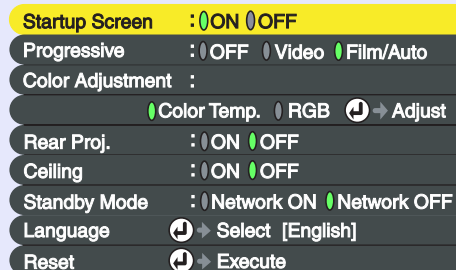 Startup Screen : ON OFF
Progressive : OFF Video Film/Auto
Color Adjustment :
Color Temp. RGB Adjust
Rear Proj. : ON OFF
Ceiling : ON OFF
Standby Mode : Network ON Network OFF
Language Select [English]
Reset Execute